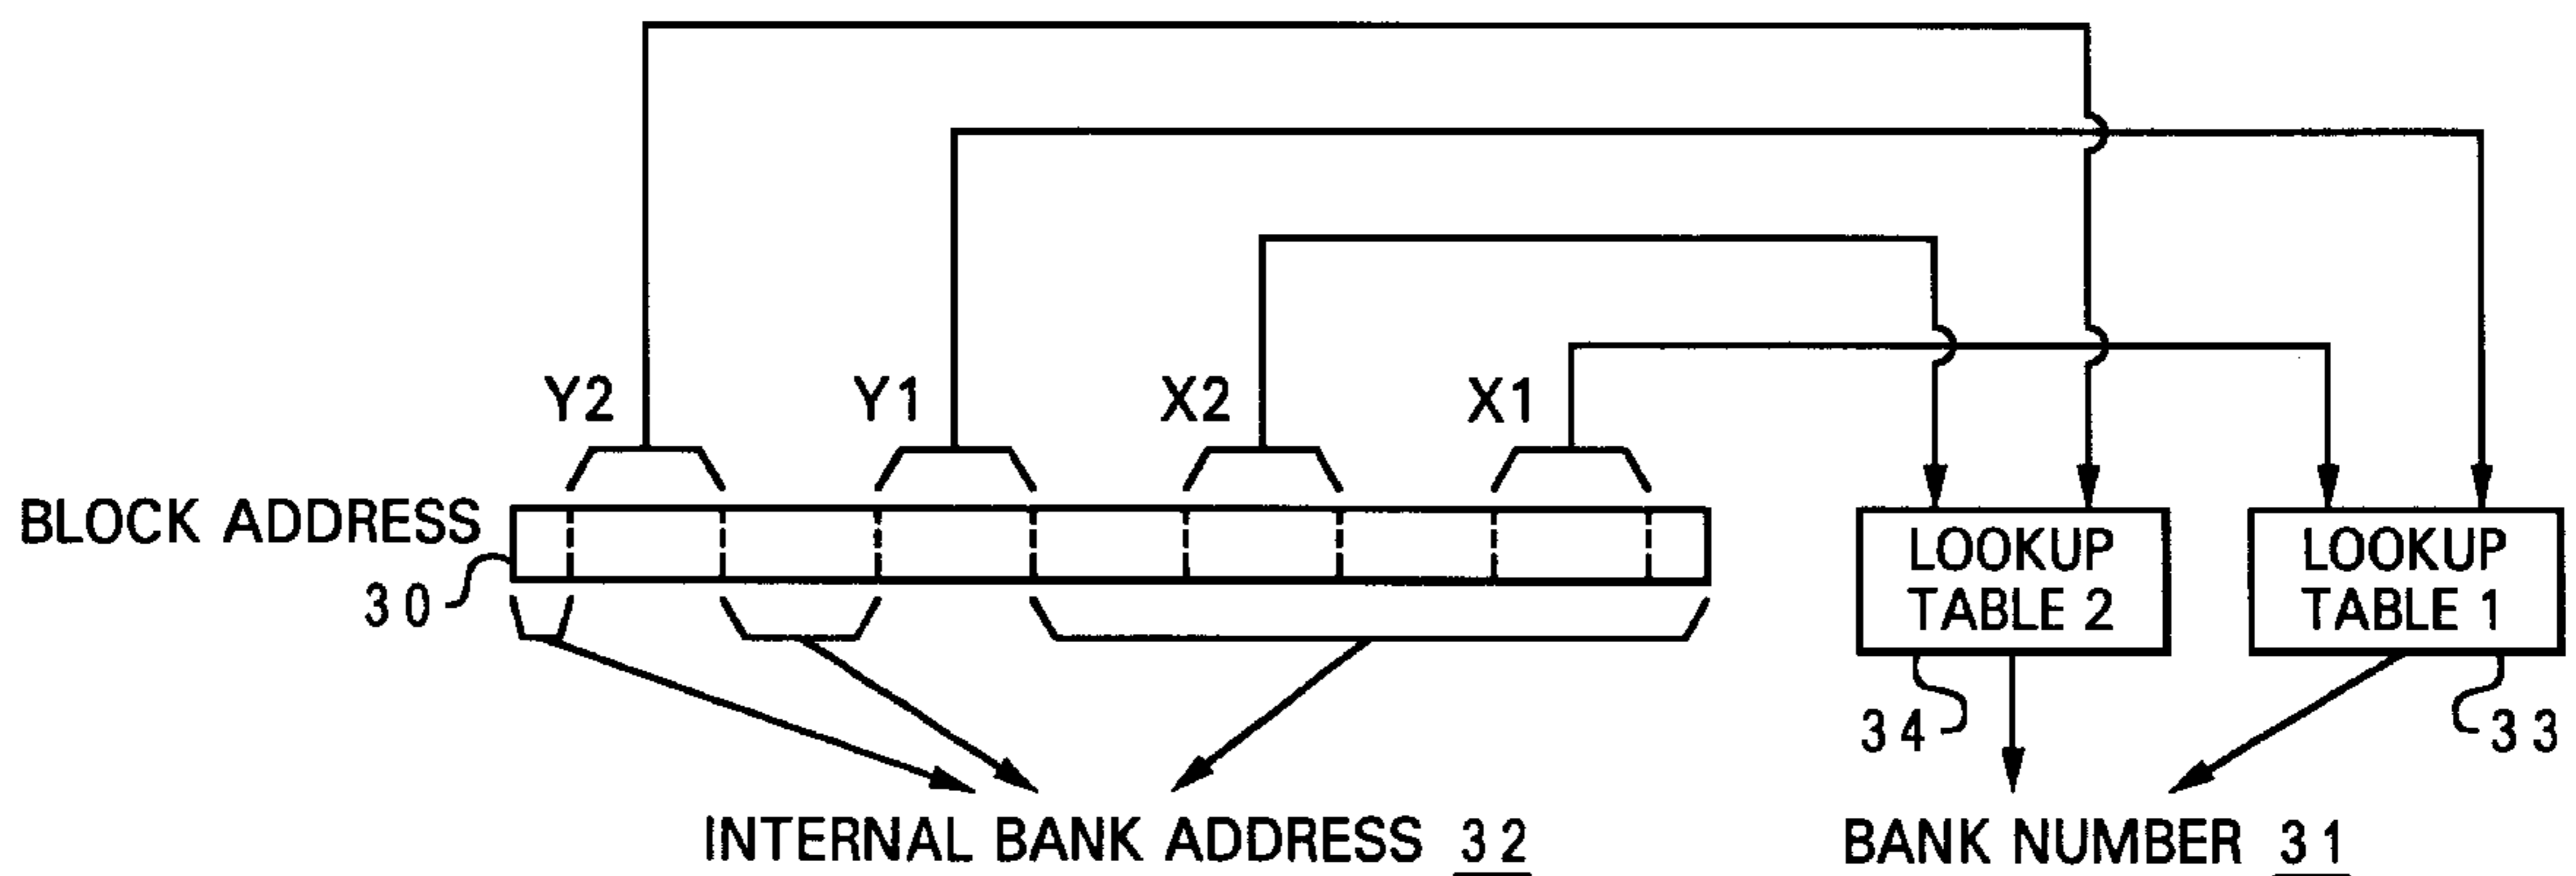 Y2
Y1
X2
X1
BLOCK ADDRESS
30
LOOKUP
TABLE 2
LOOKUP
TABLE 1
34
33
INTERNAL BANK ADDRESS 32
BANK NUMBER 31